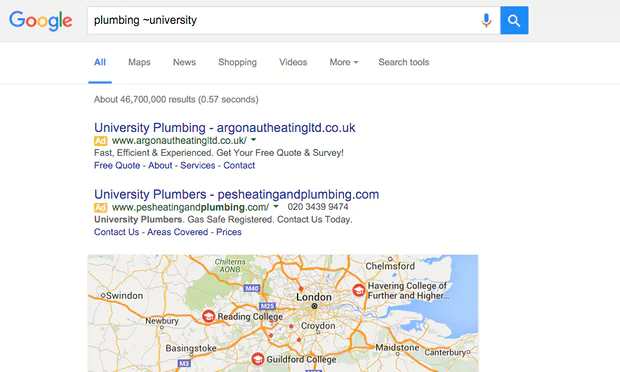 Google
plumbing ~university
All Maps News Shopping Videos More Search tools
About 46,700,000 results (0.57 seconds)
University Plumbing - argonautheatingltd.co.uk
Ad www.argonautheatingltd.co.uk/
Fast, Efficient & Experienced. Get Your Free Quote & Survey!
Free Quote - About - Services - Contact
University Plumbers - pesheatingandplumbing.com
Ad www.pesheatingandplumbing.com/ 020 3439 9474
University Plumbers. Gas Safe Registered. Contact Us Today.
Contact Us - Areas Covered - Prices
Chilterns
AONB
Chelmsford
M40
Swindon
London
Havering College of
Further and Higher...
M25
Newbury
Reading College
Croydon
Basingstoke
Maidstone
Canterbury
Guildford College
M3